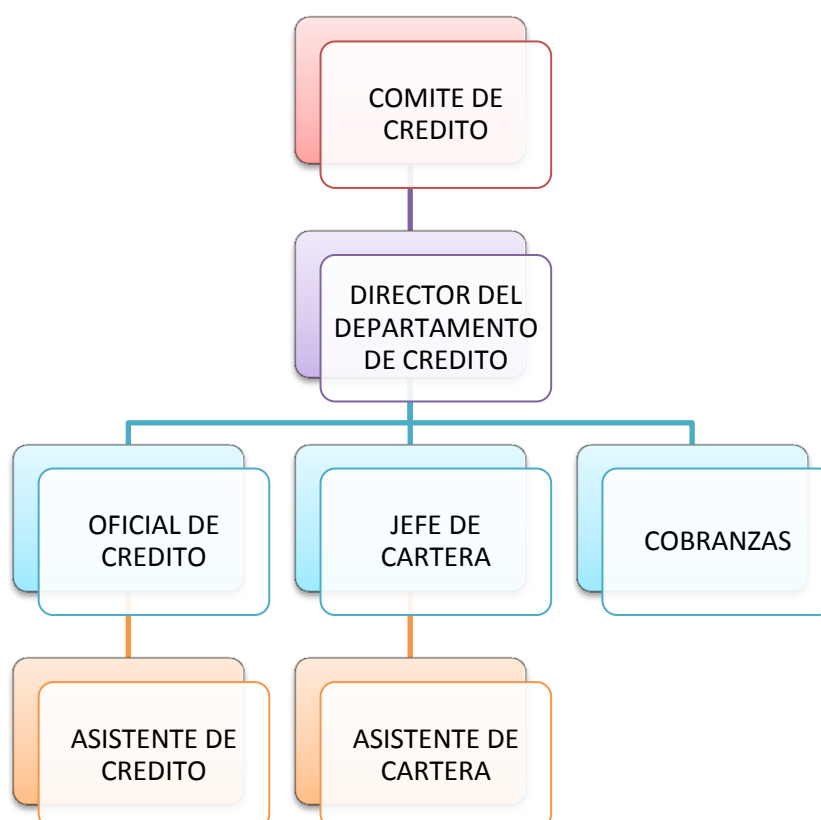 COMITE DE
CREDITO
DIRECTOR DEL
DEPARTAMENTO
DE CREDITO
OFICIAL DE
CREDITO
JEFE DE
CARTERA
COBRANZAS
ASISTENTE DE
CREDITO
ASISTENTE DE
CARTERA